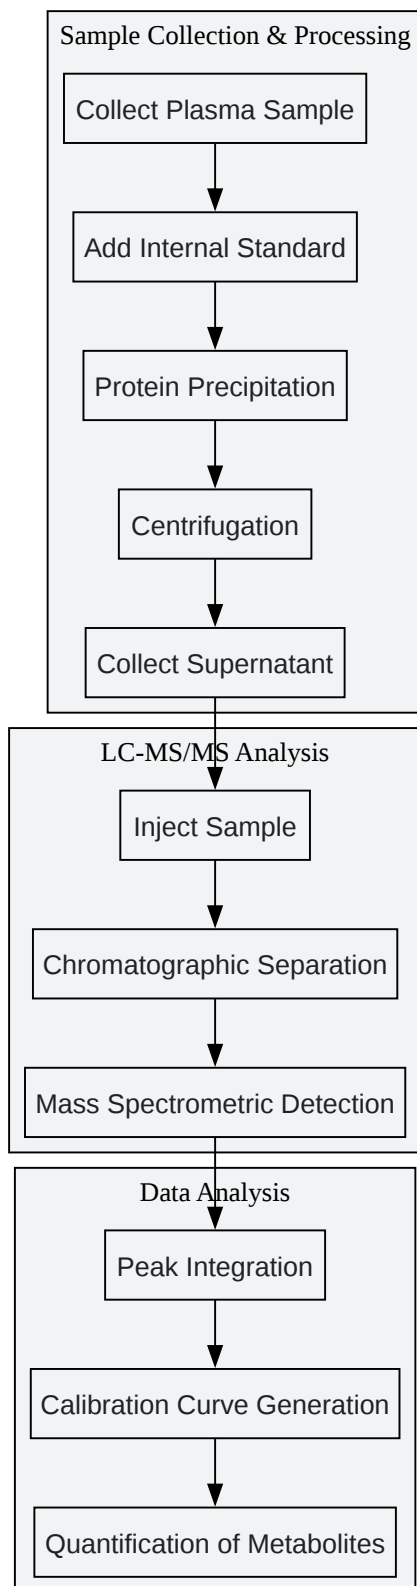 Sample Collection & Processing
Collect Plasma Sample
Add Internal Standard
Protein Precipitation
Centrifugation
Collect Supernatant
LC-MS/MS Analysis
Inject Sample
Chromatographic Separation
Mass Spectrometric Detection
Data Analysis
Peak Integration
Calibration Curve Generation
Quantification of Metabolites